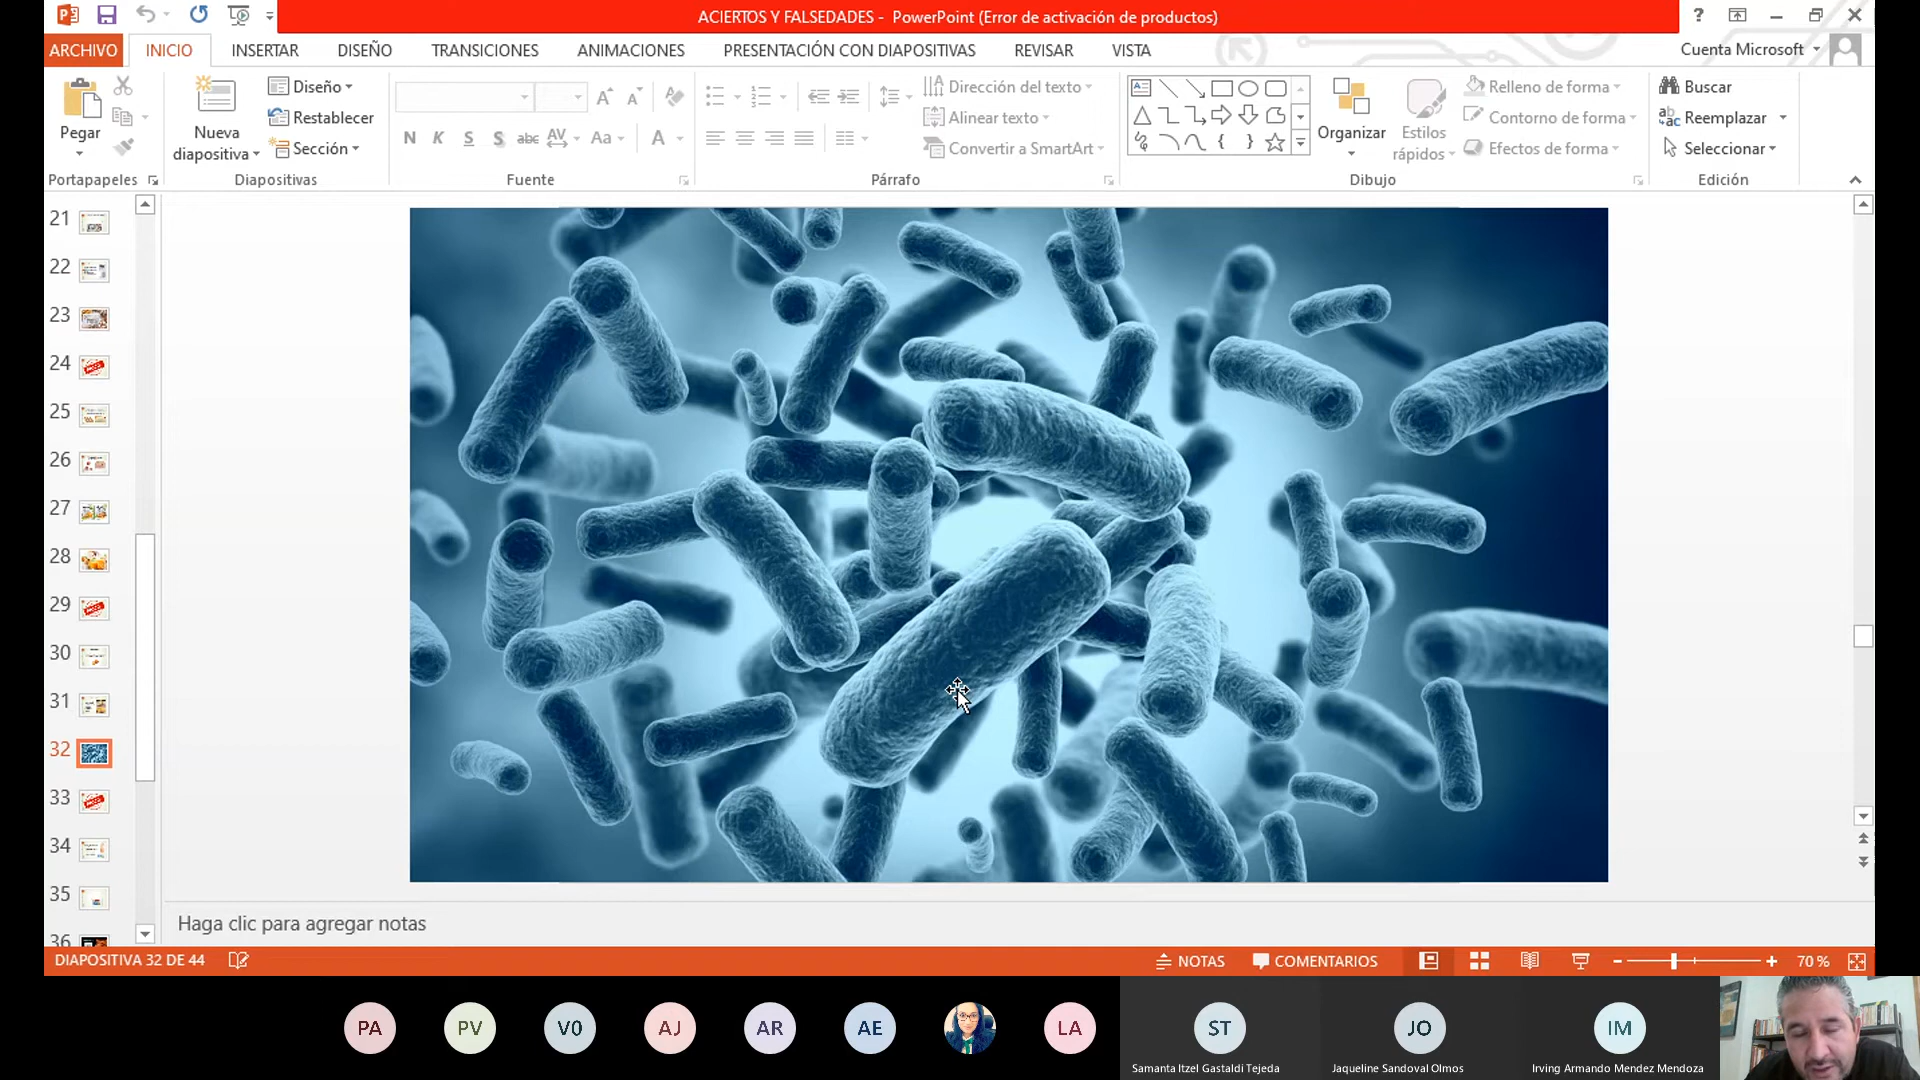 ACIERTOS Y FALSEDADES - PowerPoint (Error de activación de productos)
?
ARCHIVO INICIO INSERTAR DISEÑO TRANSICIONES ANIMACIONES PRESENTACIÓN CON DIAPOSITIVAS REVISAR VISTA Cuenta Microsoft
Pegar
Nueva diapositiva
Diseño
Restablecer
Sección
N K S S abc AV Aa A
Dirección del texto
Alinear texto
Convertir a SmartArt
Organizar
Estilos rápidos
Relleno de forma
Contorno de forma
Efectos de forma
Buscar
Reemplazar
Seleccionar
Portapapeles Diapositivas Fuente Párrafo Dibujo Edición
21
22
23
24
25
26
27
28
29
30
31
32
33
34
35
36
Haga clic para agregar notas
DIAPOSITIVA 32 DE 44 NOTAS COMENTARIOS 70 %
PA PV V0 AJ AR AE LA ST JO IM
Samanta Itzel Gastaldi Tejeda Jaqueline Sandoval Olmos Irving Armando Mendez Mendoza